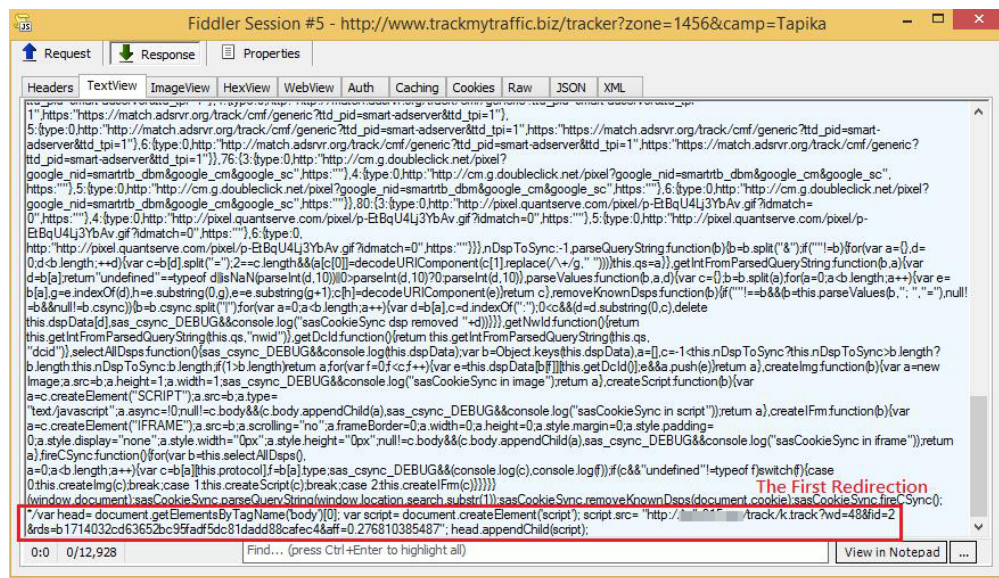 Fiddler Session #5 - http://www.trackmytraffic.biz/tracker?zone=1456&camp=Tapika
Request Response Properties
Headers TextView ImageView HexView WebView Auth Caching Cookies Raw JSON XML
1",https:"https://match.adsrvr.org/track/cmf/generic?ttd_pid=smart-adserver&ttd_tpi=1"},
5:{type:0,http:"http://match.adsrvr.org/track/cmf/generic?ttd_pid=smart-adserver&ttd_tpi=1",https:"https://match.adsrvr.org/track/cmf/generic?ttd_pid=smart-
adserver&ttd_tpi=1"},6:{type:0,http:"http://match.adsrvr.org/track/cmf/generic?ttd_pid=smart-adserver&ttd_tpi=1",https:"https://match.adsrvr.org/track/cmf/generic?
ttd_pid=smart-adserver&ttd_tpi=1"}},76:{3:{type:0,http:"http://cm.g.doubleclick.net/pixel?
google_nid=smartrtb_dbm&google_cm&google_sc",https:""},4:{type:0,http:"http://cm.g.doubleclick.net/pixel?google_nid=smartrtb_dbm&google_cm&google_sc",
https:""},5:{type:0,http:"http://cm.g.doubleclick.net/pixel?google_nid=smartrtb_dbm&google_cm&google_sc",https:""},6:{type:0,http:"http://cm.g.doubleclick.net/pixel?
google_nid=smartrtb_dbm&google_cm&google_sc",https:""}},80:{3:{type:0,http:"http://pixel.quantserve.com/pixel/p-EtBqU4Lj3YbAv.gif?idmatch=
0",https:""},4:{type:0,http:"http://pixel.quantserve.com/pixel/p-EtBqU4Lj3YbAv.gif?idmatch=0",https:""},5:{type:0,http:"http://pixel.quantserve.com/pixel/p-
EtBqU4Lj3YbAv.gif?idmatch=0",https:""},6:{type:0,
http:"http://pixel.quantserve.com/pixel/p-EtBqU4Lj3YbAv.gif?idmatch=0",https:""}}},nDspToSync:-1,parseQueryString:function(b){b=b.split("&");if(""!=b){for(var a={},d=
0;d<b.length;++d){var c=b[d].split("=");2==c.length&&(a[c[0]]=decodeURIComponent(c[1].replace(/\+/g," ")))}this.qs=a}},getIntFromParsedQueryString:function(b,a){var
d=b[a];return"undefined"==typeof d||isNaN(parseInt(d,10))||0>parseInt(d,10)?0:parseInt(d,10)},parseValues:function(b,a,d){var c={};b=b.split(a);for(a=0;a<b.length;a++){var e=
b[a],g=e.indexOf(d),h=e.substring(0,g),e=e.substring(g+1);c[h]=decodeURIComponent(e)}return c},removeKnownDsps:function(b){if(""!==b&&(b=this.parseValues(b,"; ","="),null!
=b&&null!=b.csync)){b=b.csync.split("|");for(var a=0;a<b.length;a++){var d=b[a],c=d.indexOf(":");0<c&&(d=d.substring(0,c),delete
this.dspData[d],sas_csync_DEBUG&&console.log("sasCookieSync dsp removed "+d))}}},getNwId:function(){return
this.getIntFromParsedQueryString(this.qs,"nwid")},getDcId:function(){return this.getIntFromParsedQueryString(this.qs,
"dcid")},selectAllDsps:function(){sas_csync_DEBUG&&console.log(this.dspData);var b=Object.keys(this.dspData),a=[],c=-1<this.nDspToSync?this.nDspToSync>b.length?
b.length:this.nDspToSync:b.length;if(1>b.length)return a;for(var f=0;f<c;f++){var e=this.dspData[b[f]][this.getDcId()];e&&a.push(e)}return a},createImg:function(b){var a=new
Image;a.src=b;a.height=1;a.width=1;sas_csync_DEBUG&&console.log("sasCookieSync in image");return a},createScript:function(b){var
a=c.createElement("SCRIPT");a.src=b;a.type=
"text/javascript";a.async=!0;null!=c.body&&(c.body.appendChild(a),sas_csync_DEBUG&&console.log("sasCookieSync in script"));return a},createIFrm:function(b){var
a=c.createElement("IFRAME");a.src=b;a.scrolling="no";a.frameBorder=0;a.width=0;a.height=0;a.style.margin=0;a.style.padding=
0;a.style.display="none";a.style.width="0px";a.style.height="0px";null!=c.body&&(c.body.appendChild(a),sas_csync_DEBUG&&console.log("sasCookieSync in iframe"));return
a},fireCSync:function(){for(var b=this.selectAllDsps(),
a=0;a<b.length;a++){var c=b[a][this.protocol],f=b[a].type;sas_csync_DEBUG&&(console.log(c),console.log(f));if(c&&"undefined"!=typeof f)switch(f){case
0:this.createImg(c);break;case 1:this.createScript(c);break;case 2:this.createIFrm(c)}}}}}
The First Redirection
(window,document);sasCookieSync.parseQueryString(window.location.search.substr(1));sasCookieSync.removeKnownDsps(document.cookie);sasCookieSync.fireCSync();
*/var head= document.getElementsByTagName('body')[0]; var script= document.createElement('script'); script.src= "http:/ /track/k.track?wd=48&fid=2
&rds=b1714032cd63652bc95fadf5dc81dadd88cafec4&aff=0.276810385487"; head.appendChild(script);
0:0 0/12,928 Find... (press Ctrl+Enter to highlight all) View in Notepad ...